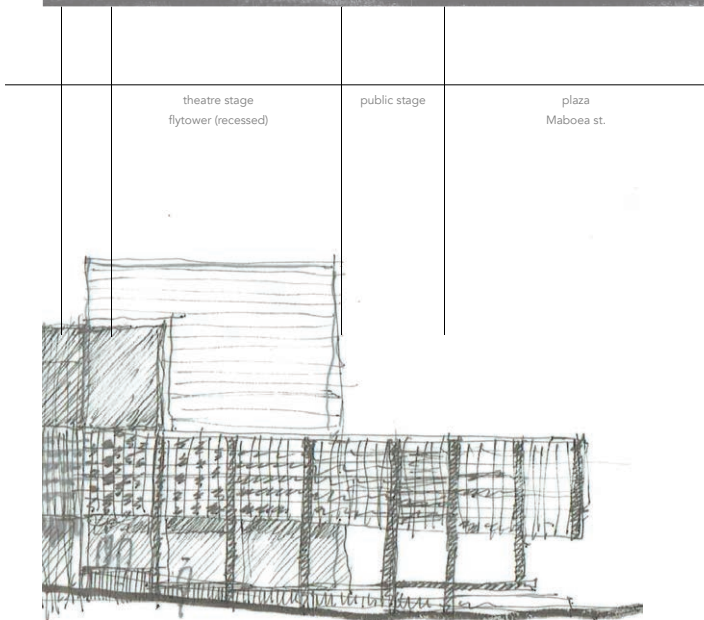 theatre stage
flytower (recessed)
public stage
plaza
Maboea st.